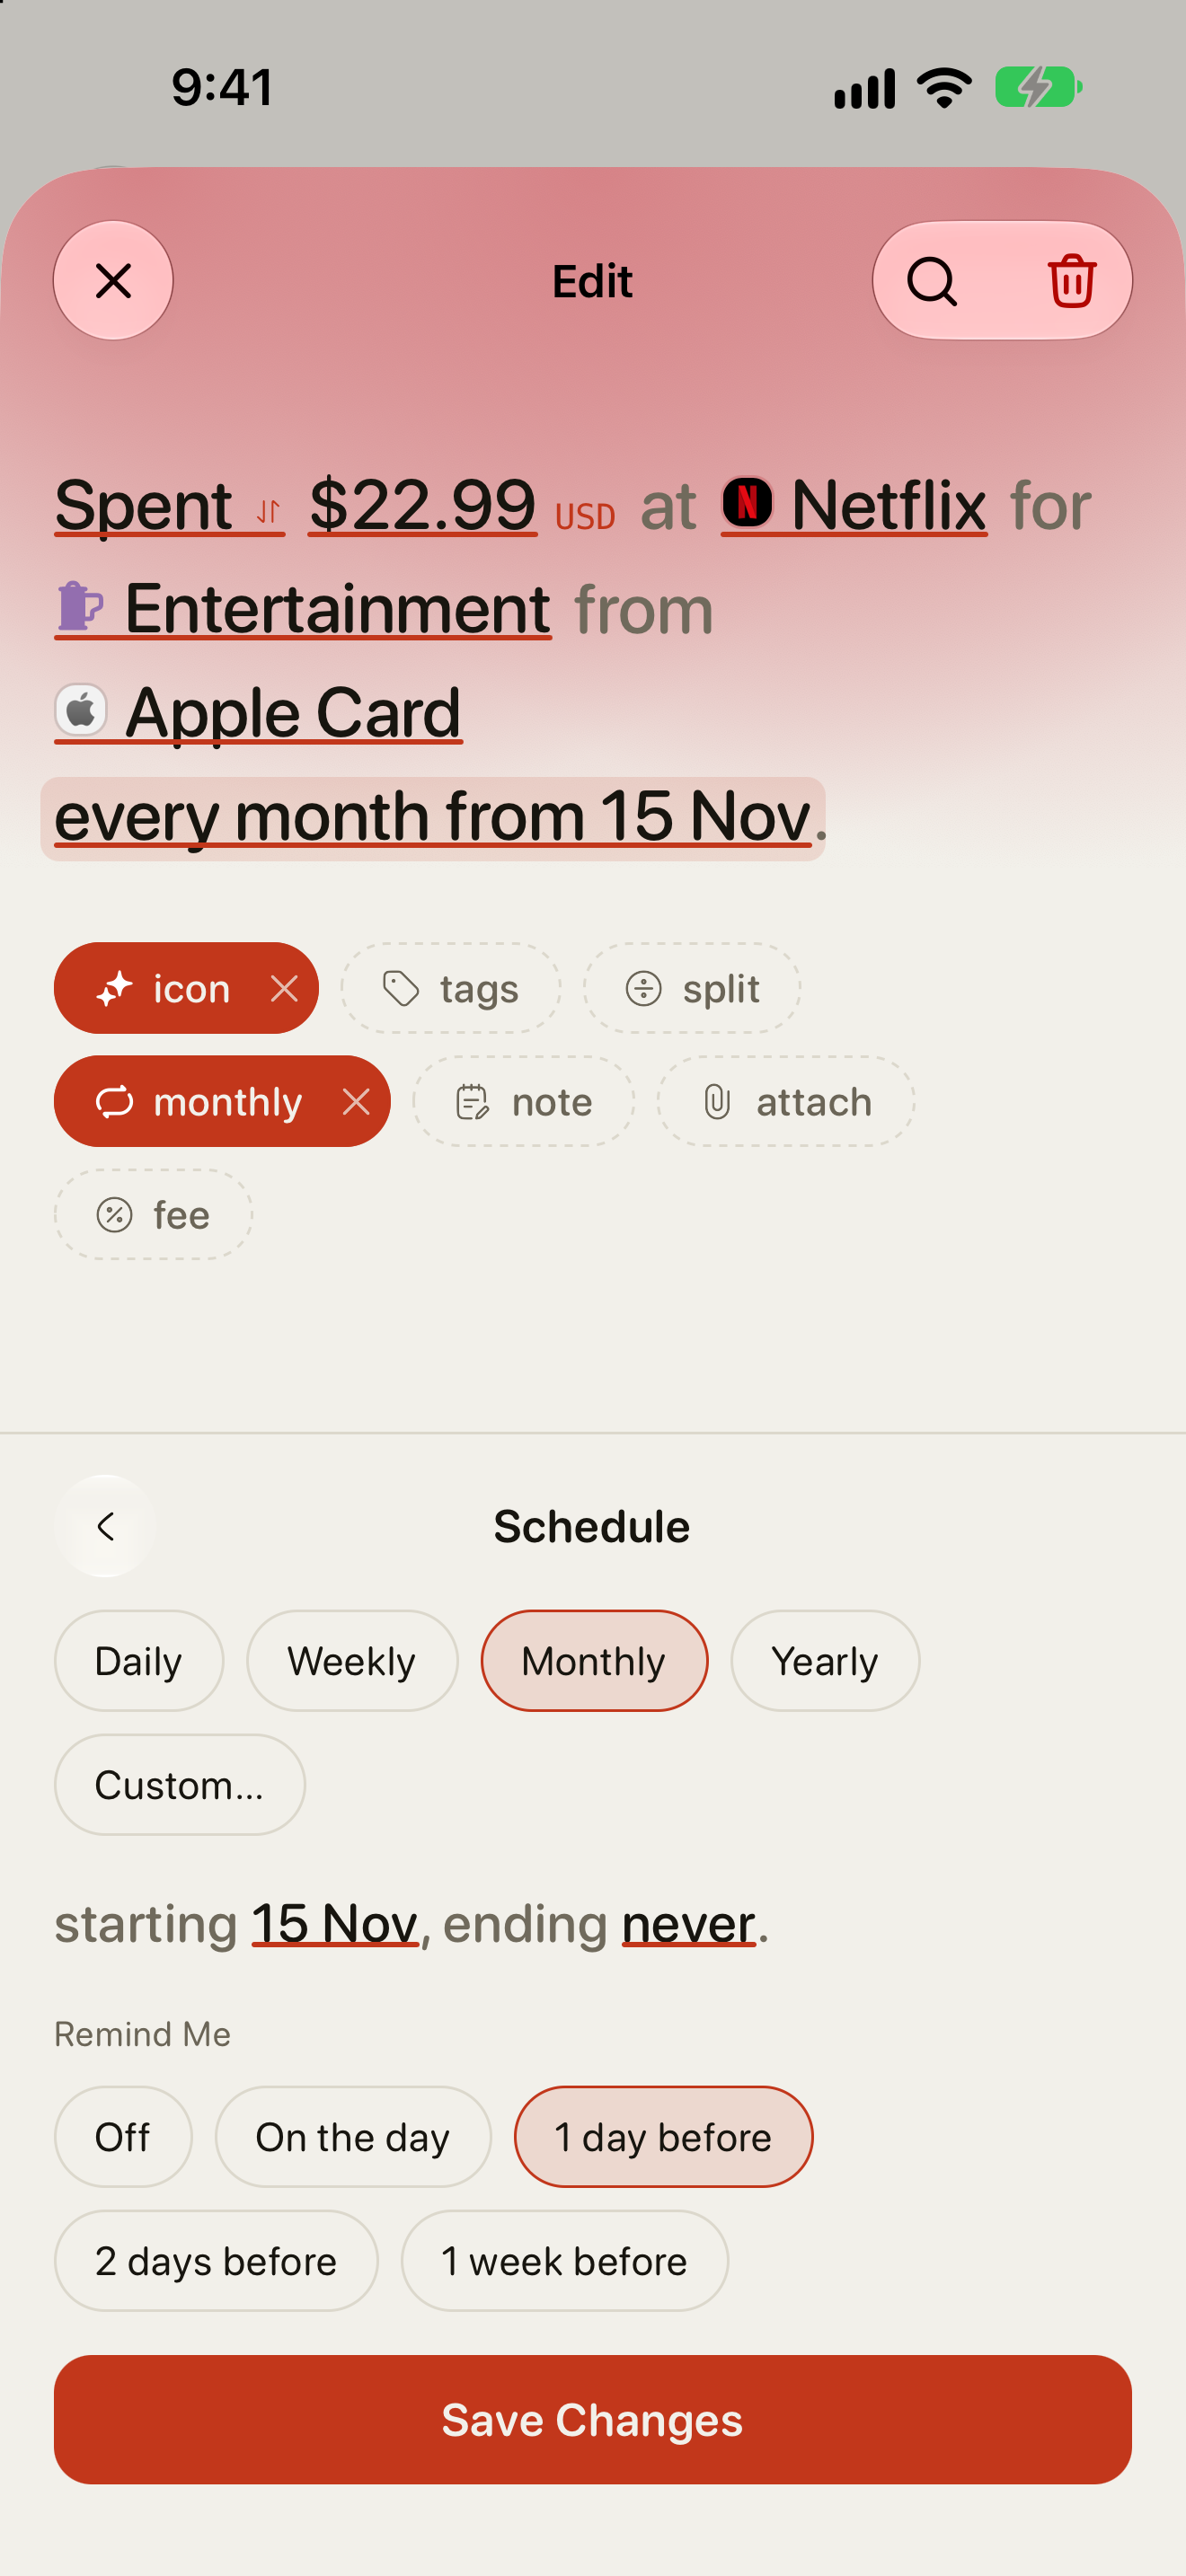 9:41
Edit
Spent $22.99 USD at Netflix for
Entertainment from
Apple Card
every month from 15 Nov.
icon tags split
monthly note attach
fee
Schedule
Daily Weekly Monthly Yearly
Custom...
starting 15 Nov, ending never.
Remind Me
Off On the day 1 day before
2 days before 1 week before
Save Changes